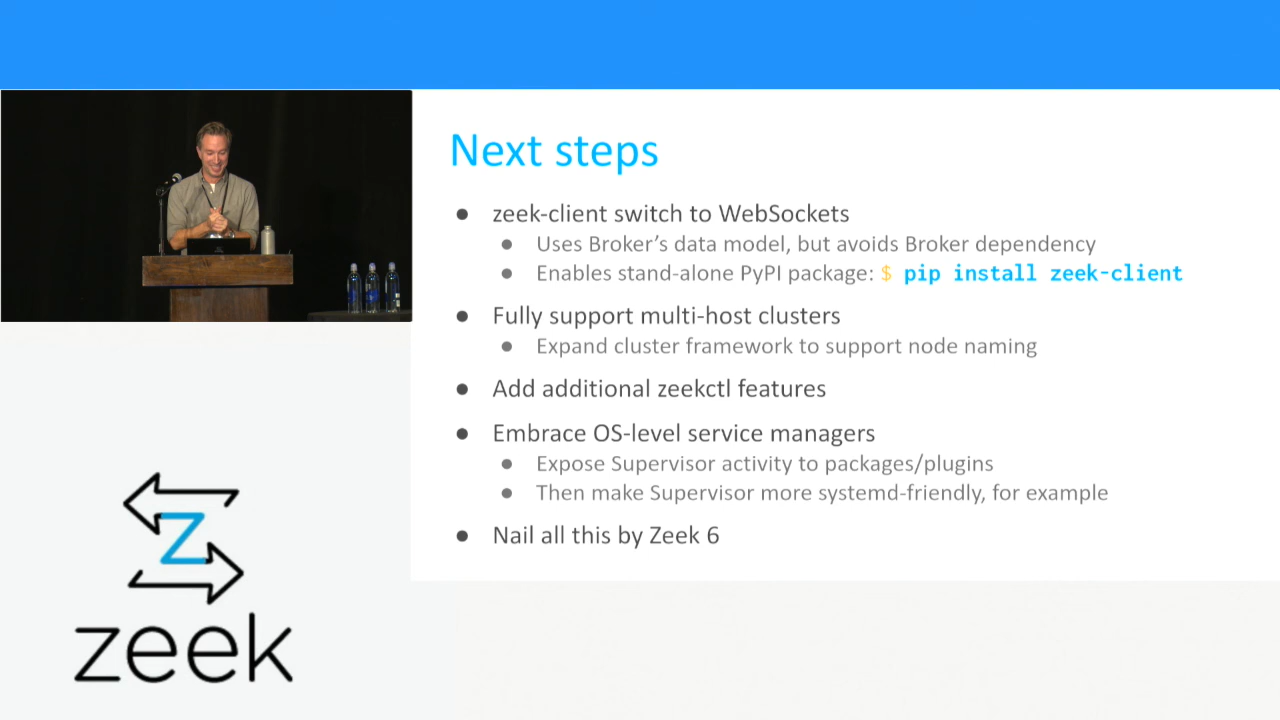 Next steps
● zeek-client switch to WebSockets
● Uses Broker’s data model, but avoids Broker dependency
● Enables stand-alone PyPI package: $ pip install zeek-client
● Fully support multi-host clusters
● Expand cluster framework to support node naming
● Add additional zeekctl features
● Embrace OS-level service managers
● Expose Supervisor activity to packages/plugins
● Then make Supervisor more systemd-friendly, for example
● Nail all this by Zeek 6
Z
zeek